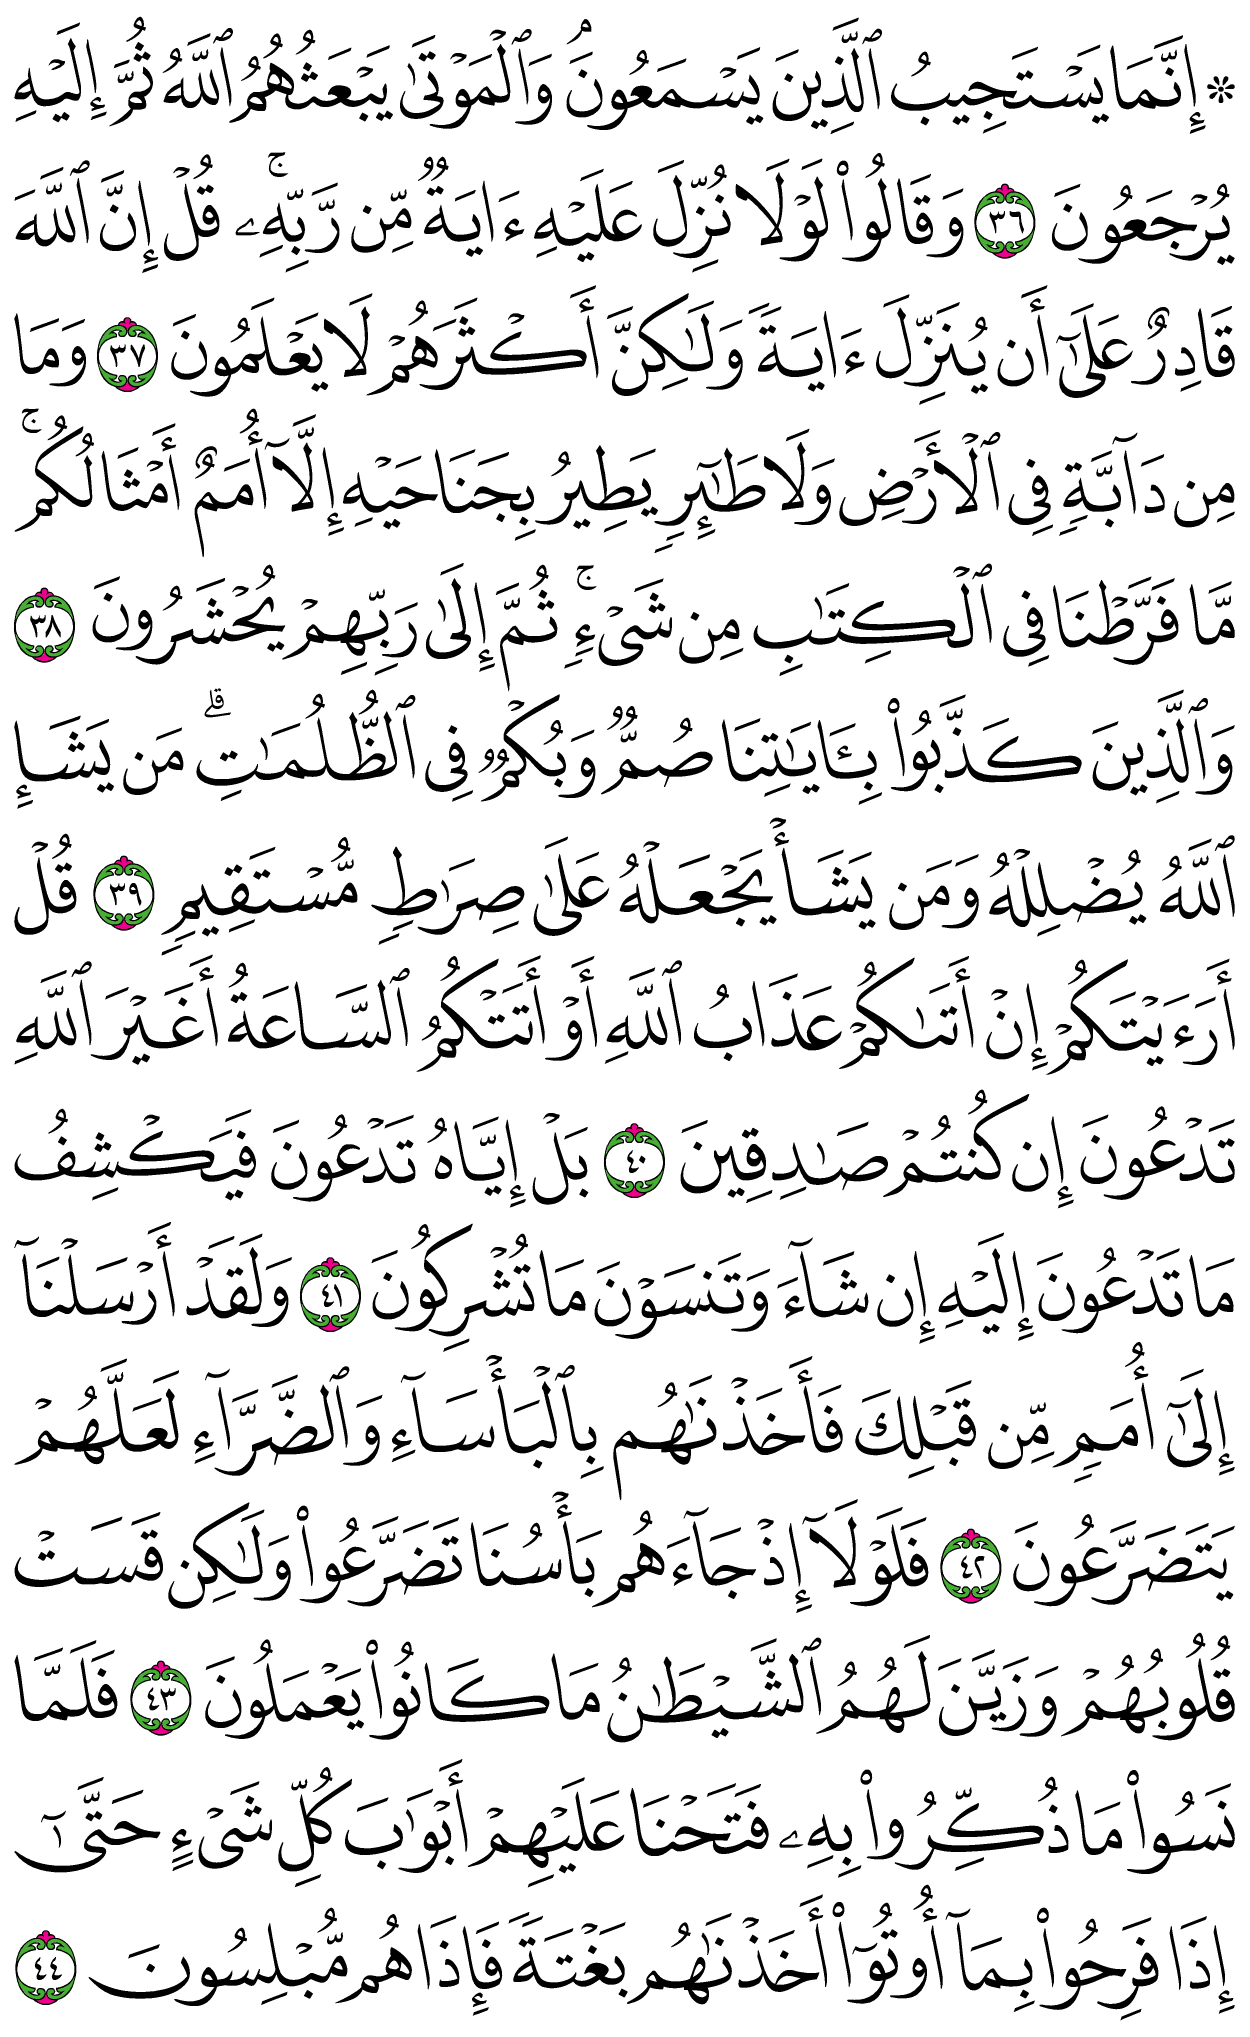 ۞ إِنَّمَا يَسْتَجِيبُ ٱلَّذِينَ يَسْمَعُونَۘ وَٱلْمَوْتَىٰ يَبْعَثُهُمُ ٱللَّهُ ثُمَّ إِلَيْهِ
يُرْجَعُونَ ٣٦ وَقَالُوا۟ لَوْلَا نُزِّلَ عَلَيْهِ ءَايَةٌ مِّن رَّبِّهِۦۚ قُلْ إِنَّ ٱللَّهَ
قَادِرٌ عَلَىٰٓ أَن يُنَزِّلَ ءَايَةً وَلَٰكِنَّ أَكْثَرَهُمْ لَا يَعْلَمُونَ ٣٧ وَمَا
مِن دَآبَّةٍ فِى ٱلْأَرْضِ وَلَا طَٰٓئِرٍ يَطِيرُ بِجَنَاحَيْهِ إِلَّآ أُمَمٌ أَمْثَالُكُمۚ
مَّا فَرَّطْنَا فِى ٱلْكِتَٰبِ مِن شَىْءٍۚ ثُمَّ إِلَىٰ رَبِّهِمْ يُحْشَرُونَ ٣٨
وَٱلَّذِينَ كَذَّبُوا۟ بِـَٔايَٰتِنَا صُمٌّ وَبُكْمٌ فِى ٱلظُّلُمَٰتِۗ مَن يَشَإِ
ٱللَّهُ يُضْلِلْهُ وَمَن يَشَأْ يَجْعَلْهُ عَلَىٰ صِرَٰطٍ مُّسْتَقِيمٍ ٣٩ قُلْ
أَرَءَيْتَكُمْ إِنْ أَتَىٰكُمْ عَذَابُ ٱللَّهِ أَوْ أَتَتْكُمُ ٱلسَّاعَةُ أَغَيْرَ ٱللَّهِ
تَدْعُونَ إِن كُنتُمْ صَٰدِقِينَ ٤٠ بَلْ إِيَّاهُ تَدْعُونَ فَيَكْشِفُ
مَا تَدْعُونَ إِلَيْهِ إِن شَآءَ وَتَنسَوْنَ مَا تُشْرِكُونَ ٤١ وَلَقَدْ أَرْسَلْنَآ
إِلَىٰٓ أُمَمٍ مِّن قَبْلِكَ فَأَخَذْنَٰهُم بِٱلْبَأْسَآءِ وَٱلضَّرَّآءِ لَعَلَّهُمْ
يَتَضَرَّعُونَ ٤٢ فَلَوْلَآ إِذْ جَآءَهُم بَأْسُنَا تَضَرَّعُوا۟ وَلَٰكِن قَسَتْ
قُلُوبُهُمْ وَزَيَّنَ لَهُمُ ٱلشَّيْطَٰنُ مَا كَانُوا۟ يَعْمَلُونَ ٤٣ فَلَمَّا
نَسُوا۟ مَا ذُكِّرُوا۟ بِهِۦ فَتَحْنَا عَلَيْهِمْ أَبْوَٰبَ كُلِّ شَىْءٍ حَتَّىٰٓ
إِذَا فَرِحُوا۟ بِمَآ أُوتُوٓا۟ أَخَذْنَٰهُم بَغْتَةً فَإِذَا هُم مُّبْلِسُونَ ٤٤